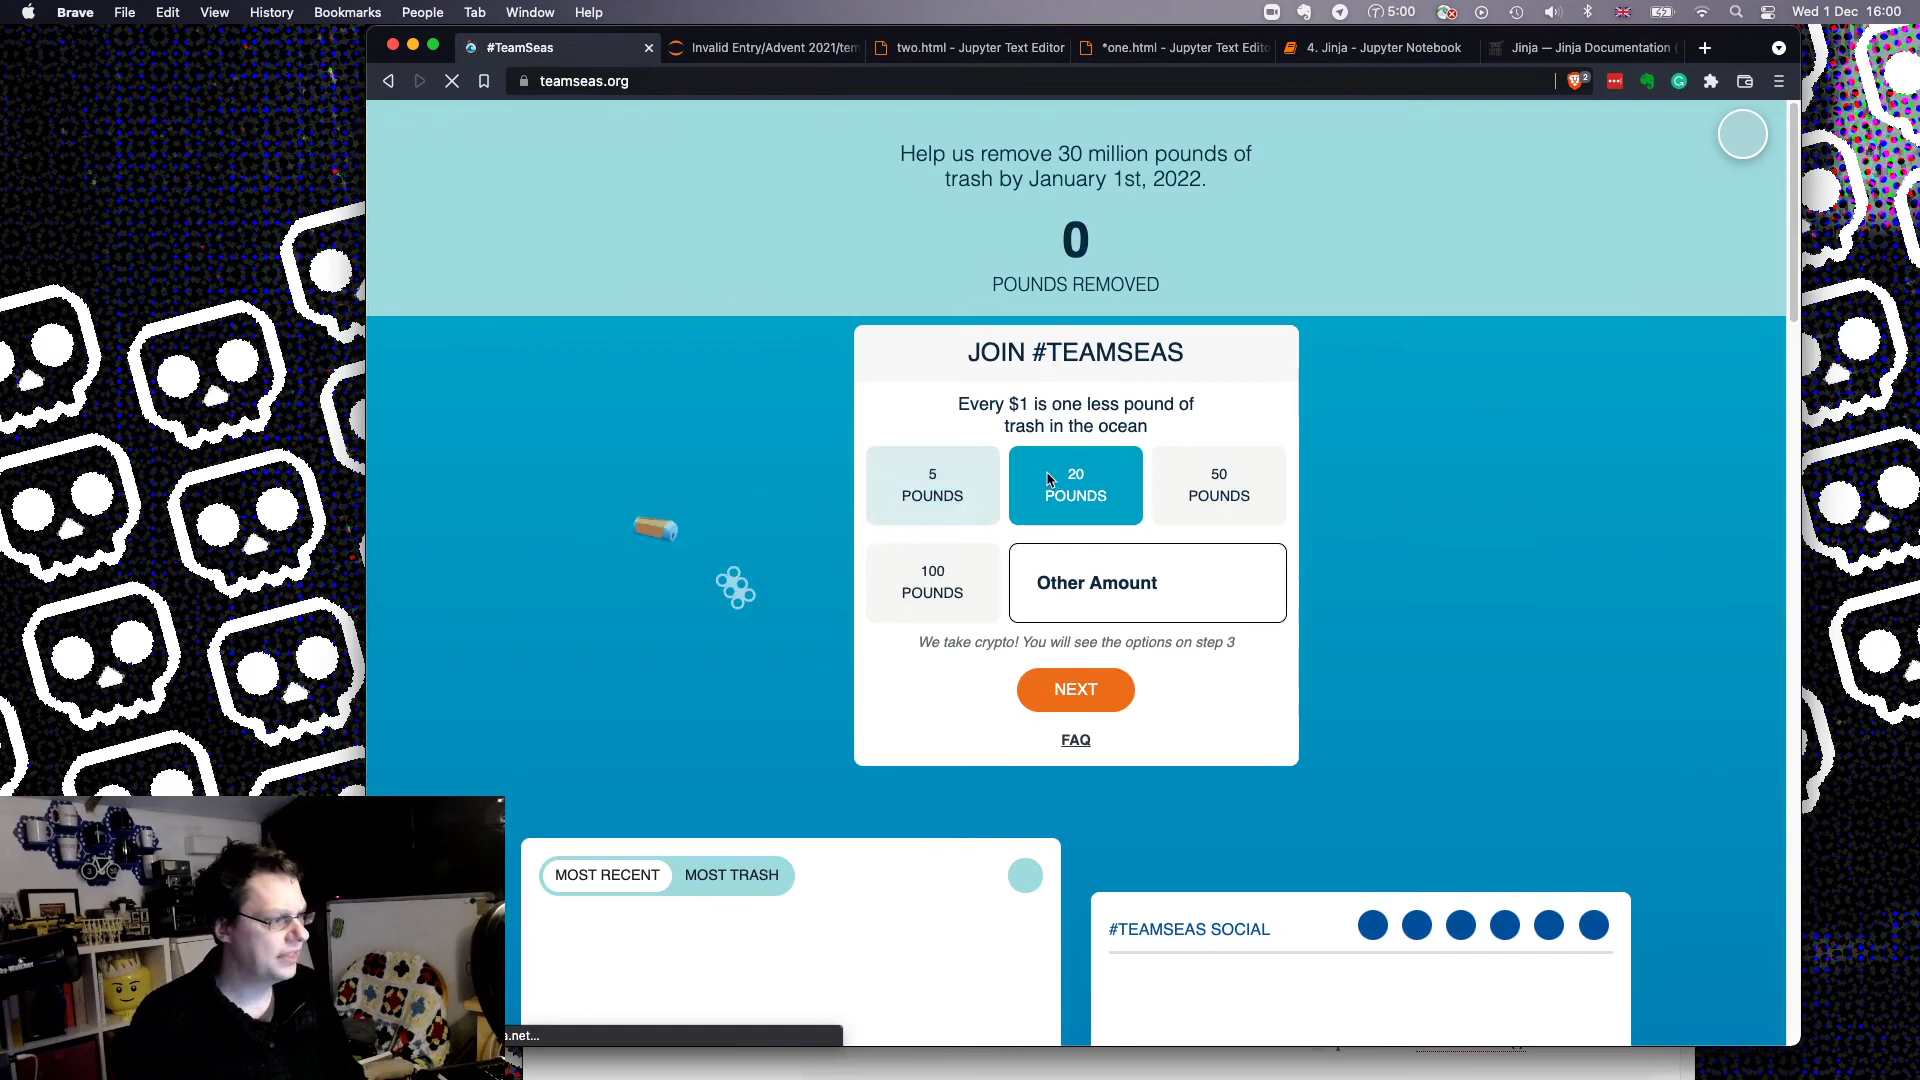 Brave File Edit View History Bookmarks People Tab Window Help 5:00 Wed 1 Dec 16:00
#TeamSeas Invalid Entry/Advent 2021/tem two.html - Jupyter Text Editor *one.html - Jupyter Text Edito 4. Jinja - Jupyter Notebook Jinja — Jinja Documentation (
teamseas.org 2
Help us remove 30 million pounds of
trash by January 1st, 2022.
0
POUNDS REMOVED
JOIN #TEAMSEAS
Every $1 is one less pound of
trash in the ocean
5
POUNDS
20
POUNDS
50
POUNDS
100
POUNDS
Other Amount
We take crypto! You will see the options on step 3
NEXT
FAQ
MOST RECENT MOST TRASH
#TEAMSEAS SOCIAL
a.net...